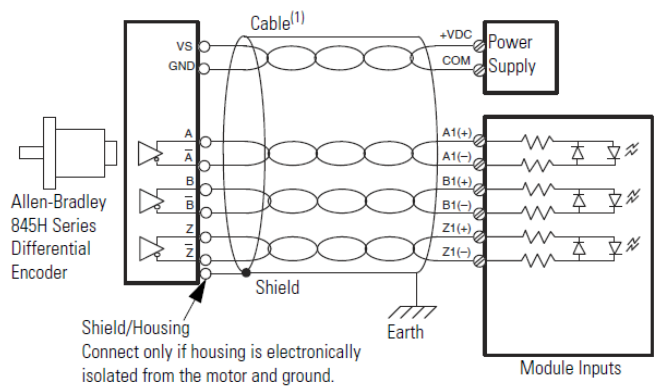 Cable(1)
VS
GND
+VDC
COM
Power
Supply
A
A
B
B
Z
Z
A1(+)
A1(–)
B1(+)
B1(–)
Z1(+)
Z1(–)
Allen-Bradley
845H Series
Differential
Encoder
Shield
Earth
Shield/Housing
Connect only if housing is electronically
isolated from the motor and ground.
Module Inputs